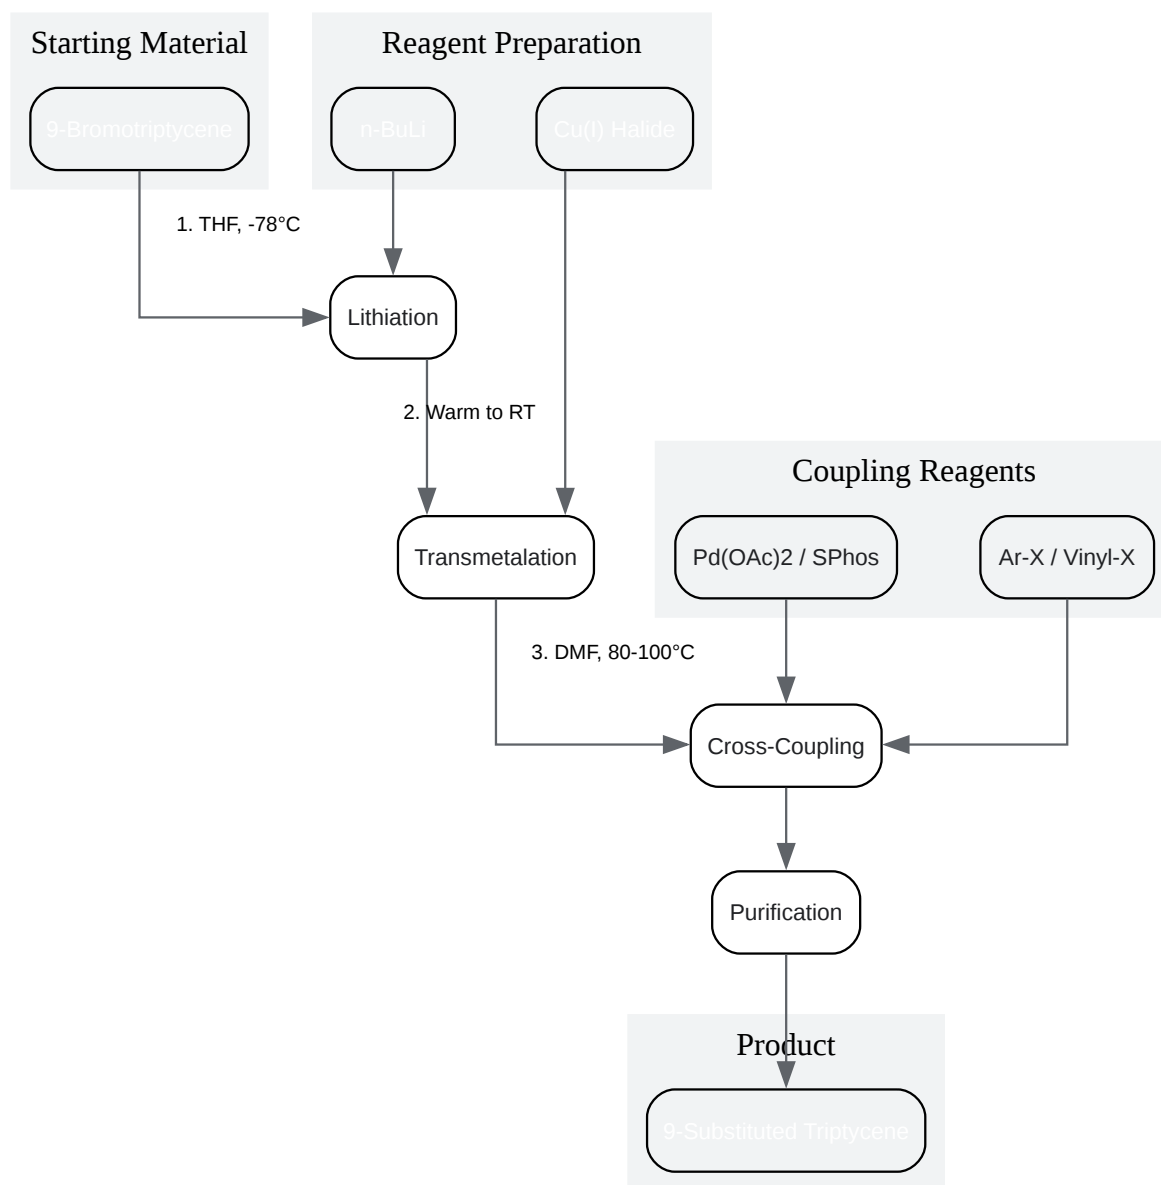 Starting Material
Reagent Preparation
9-Bromotriptycene
n-BuLi
Cu(I) Halide
1. THF, -78°C
Lithiation
2. Warm to RT
Coupling Reagents
Transmetalation
Pd(OAc)2 / SPhos
Ar-X / Vinyl-X
3. DMF, 80-100°C
Cross-Coupling
Purification
Product
9-Substituted Triptycene